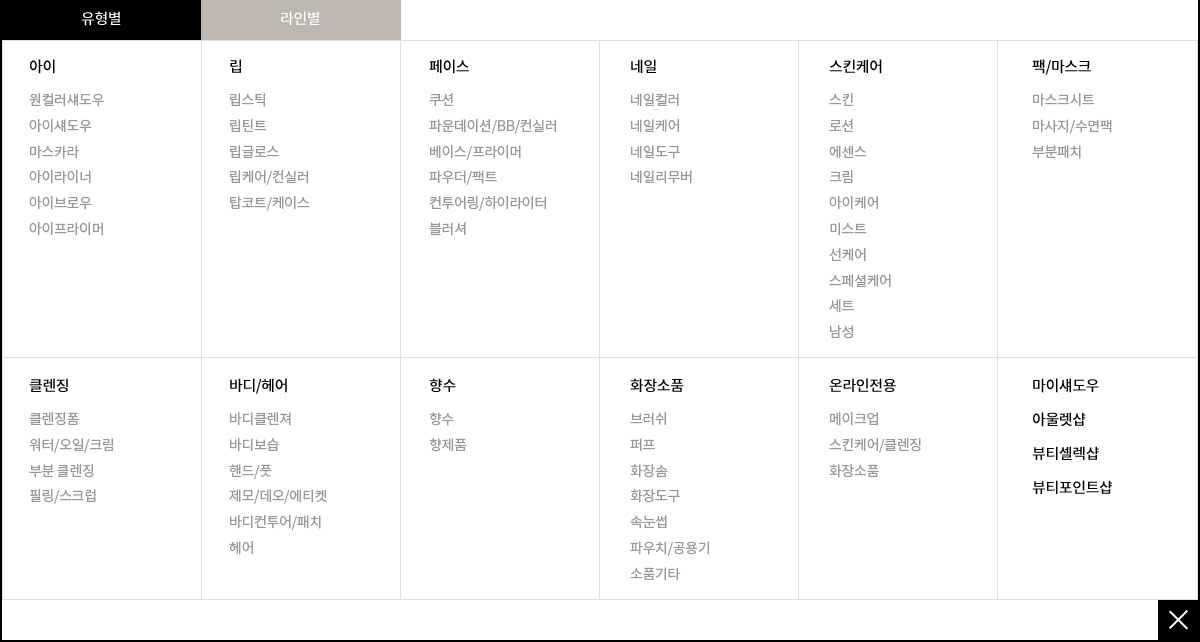 유형별
라인별
아이
원컬러섀도우
아이섀도우
마스카라
아이라이너
아이브로우
아이프라이머
립
립스틱
립틴트
립글로스
립케어/컨실러
탑코트/케이스
페이스
쿠션
파운데이션/BB/컨실러
베이스/프라이머
파우더/팩트
컨투어링/하이라이터
블러셔
네일
네일컬러
네일케어
네일도구
네일리무버
스킨케어
스킨
로션
에센스
크림
아이케어
미스트
선케어
스페셜케어
세트
남성
팩/마스크
마스크시트
마사지/수면팩
부분패치
클렌징
클렌징폼
워터/오일/크림
부분 클렌징
필링/스크럽
바디/헤어
바디클렌져
바디보습
핸드/풋
제모/데오/에티켓
바디컨투어/패치
헤어
향수
향수
향제품
화장소품
브러쉬
퍼프
화장솜
화장도구
속눈썹
파우치/공용기
소품기타
온라인전용
메이크업
스킨케어/클렌징
화장소품
마이섀도우
아울렛샵
뷰티셀렉샵
뷰티포인트샵